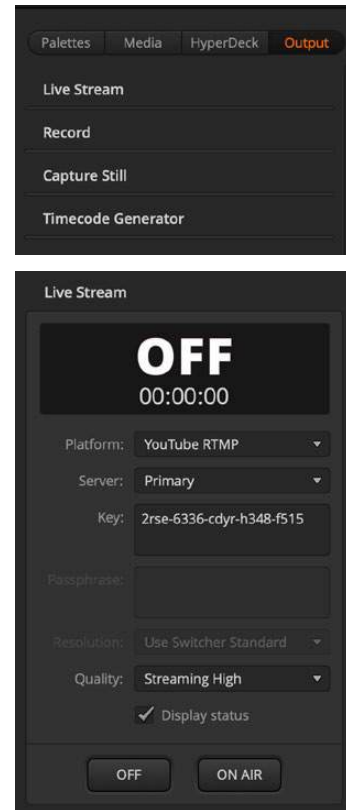 Palettes Media HyperDeck Output
Live Stream
Record
Capture Still
Timecode Generator
Live Stream
OFF
00:00:00
Platform: YouTube RTMP
Server: Primary
Key: 2rse-6336-cdyr-h348-f515
Passphrase:
Resolution: Use Switcher Standard
Quality: Streaming High
Display status
OFF ON AIR